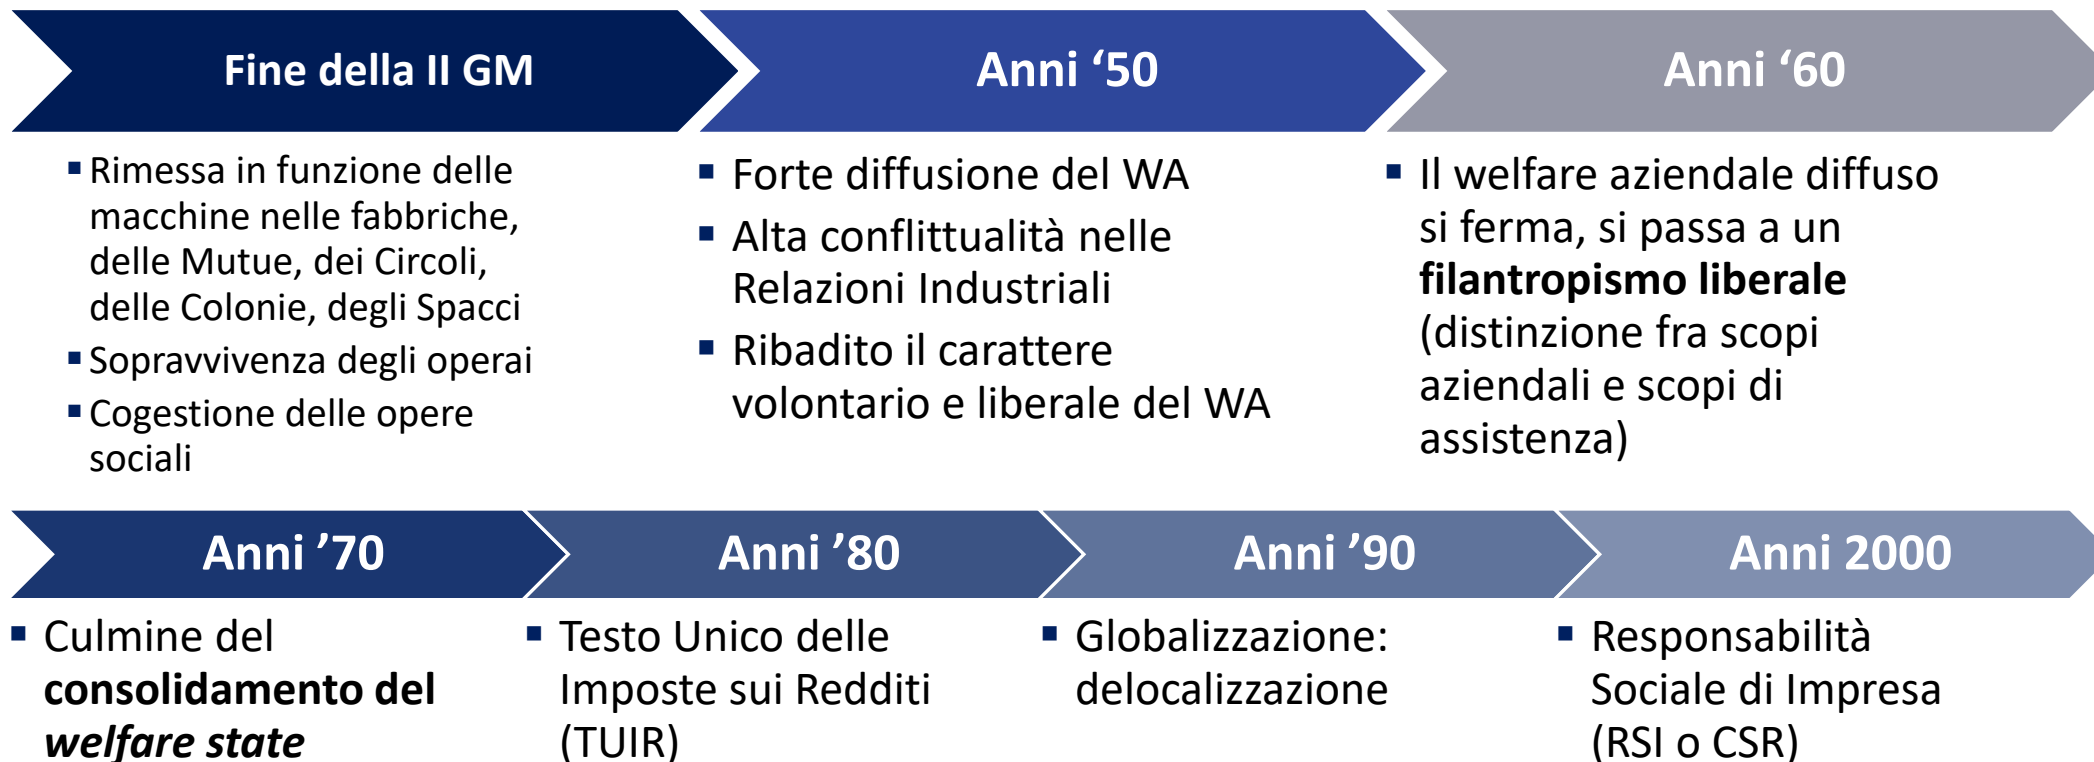 Fine della II GM
Anni ‘50
Anni ‘60
▪ Rimessa in funzione delle
macchine nelle fabbriche,
delle Mutue, dei Circoli,
delle Colonie, degli Spacci
▪ Sopravvivenza degli operai
▪ Cogestione delle opere
sociali
▪ Forte diffusione del WA
▪ Alta conflittualità nelle
Relazioni Industriali
▪ Ribadito il carattere
volontario e liberale del WA
▪ Il welfare aziendale diffuso
si ferma, si passa a un
filantropismo liberale
(distinzione fra scopi
aziendali e scopi di
assistenza)
Anni ’70
Anni ’80
Anni ’90
Anni 2000
▪ Culmine del
consolidamento del
welfare state
▪ Testo Unico delle
Imposte sui Redditi
(TUIR)
▪ Globalizzazione:
delocalizzazione
▪ Responsabilità
Sociale di Impresa
(RSI o CSR)